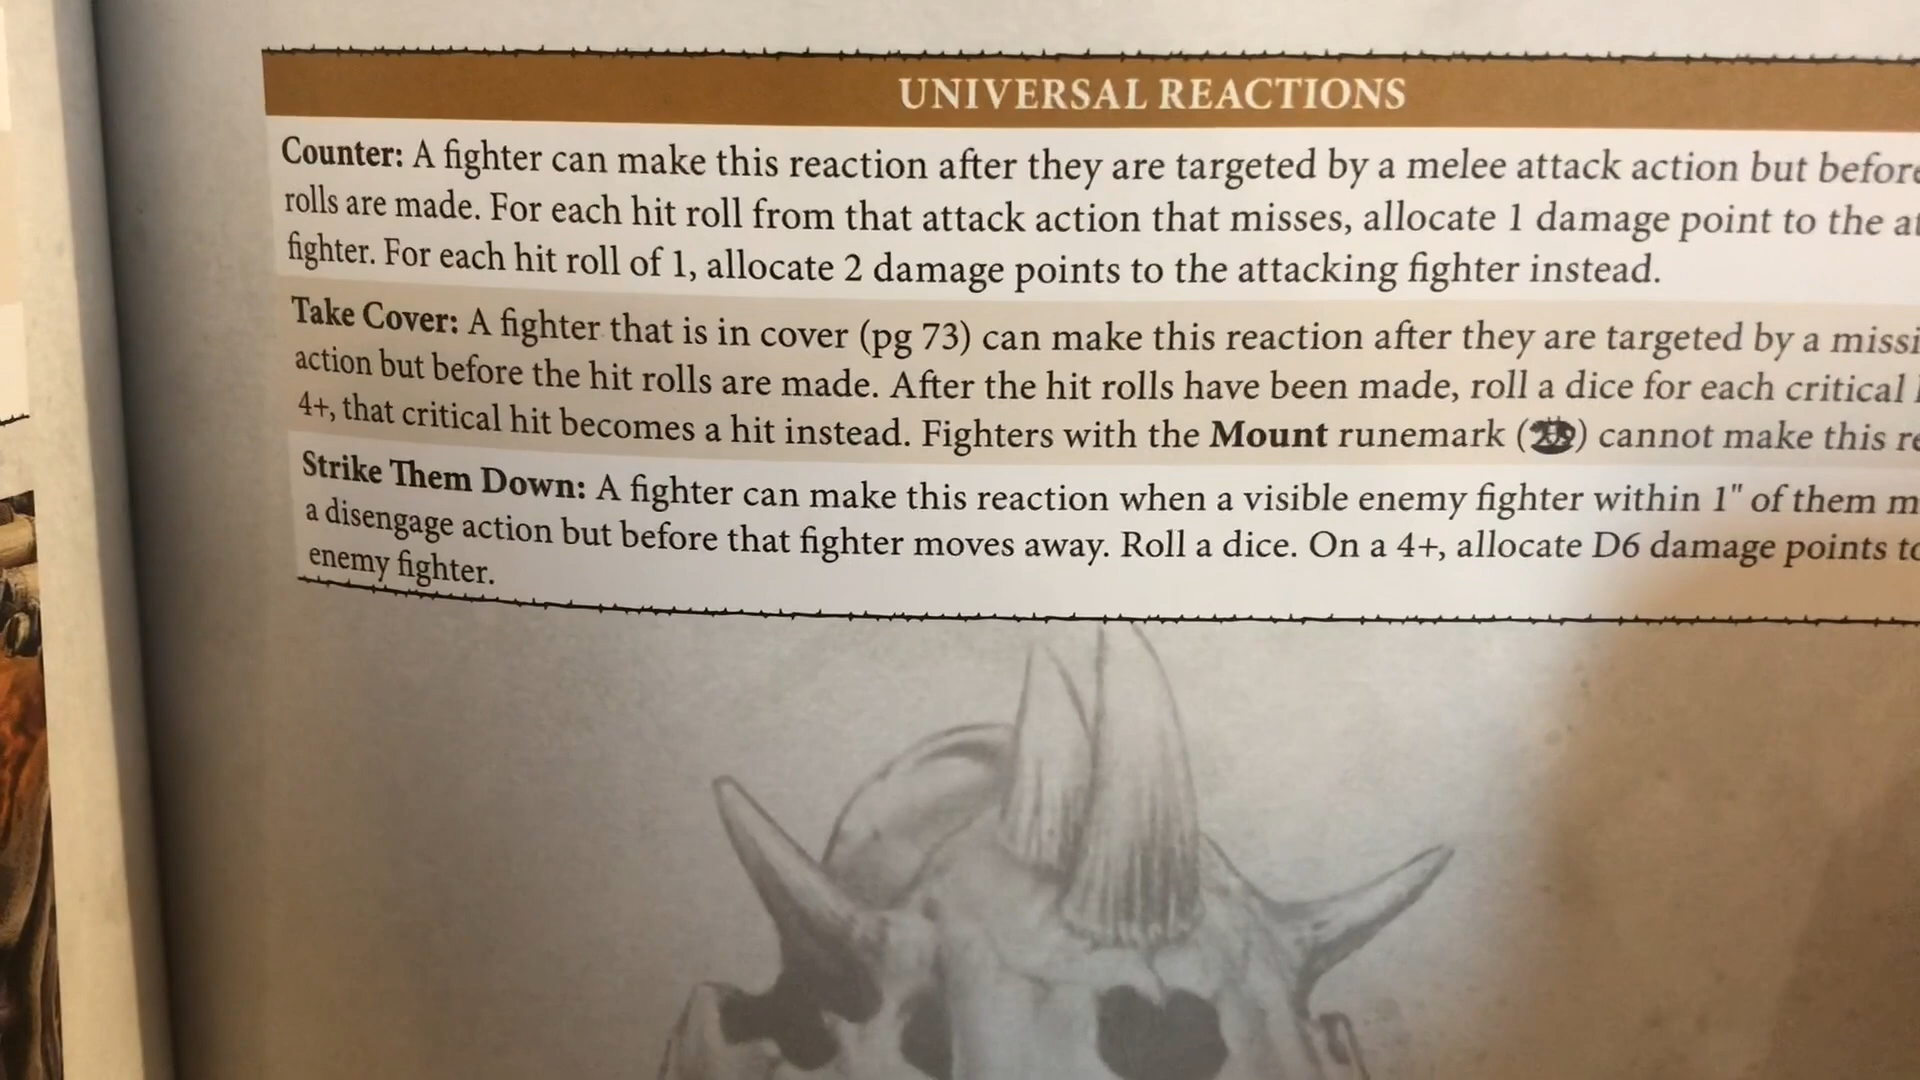 UNIVERSAL REACTIONS
Counter: A fighter can make this reaction after they are targeted by a melee attack action but before
rolls are made. For each hit roll from that attack action that misses, allocate 1 damage point to the
fighter. For each hit roll of 1, allocate 2 damage points to the attacking fighter instead.
Take Cover: A fighter that is in cover (pg 73) can make this reaction after they are targeted by a
action but before the hit rolls are made. After the hit rolls have been made, roll a dice for each critical
4+, that critical hit becomes a hit instead. Fighters with the Mount runemark () cannot make this
Strike Them Down: A fighter can make this reaction when a visible enemy fighter within 1" of them
a disengage action but before that fighter moves away. Roll a dice. On a 4+, allocate D6 damage points to
enemy fighter.